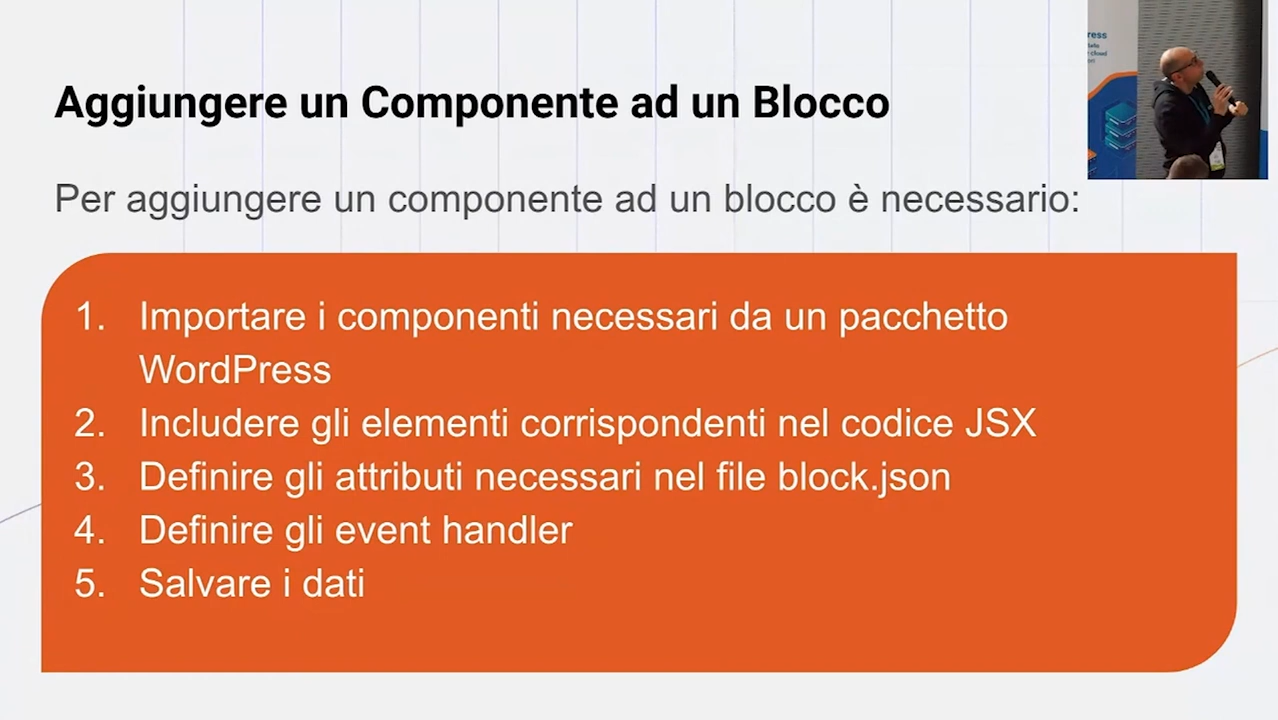 Aggiungere un Componente ad un Blocco
Per aggiungere un componente ad un blocco è necessario:
1. Importare i componenti necessari da un pacchetto
WordPress
2. Includere gli elementi corrispondenti nel codice JSX
3. Definire gli attributi necessari nel file block.json
4. Definire gli event handler
5. Salvare i dati